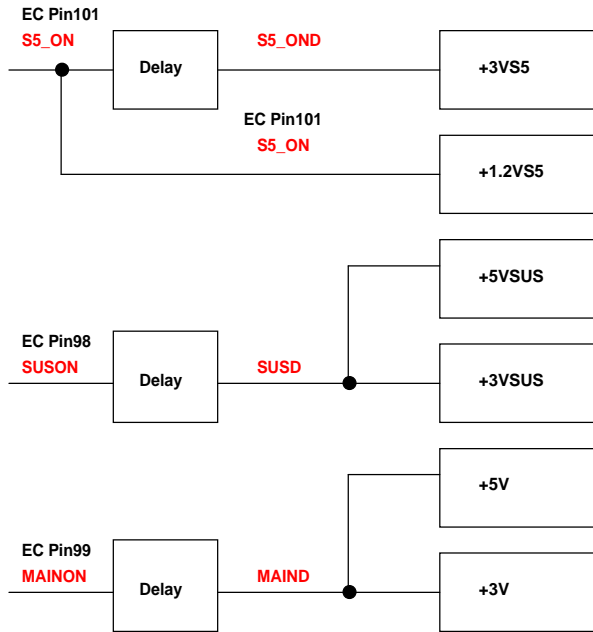 EC Pin101
S5_ON
Delay
S5_OND
+3VS5
EC Pin101
S5_ON
+1.2VS5
+5VSUS
EC Pin98
SUSON
Delay
SUSD
+3VSUS
+5V
EC Pin99
MAINON
Delay
MAIND
+3V